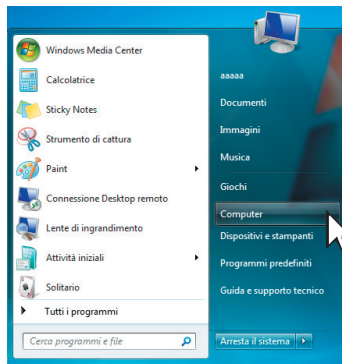 Windows Media Center
Calcolatrice
Sticky Notes
Strumento di cattura
Paint
Connessione Desktop remoto
Lente di ingrandimento
Attività iniziali
Solitario
Tutti i programmi
Cerca programmi e file
aaaaa
Documenti
Immagini
Musica
Giochi
Computer
Dispositivi e stampanti
Programmi predefiniti
Guida e supporto tecnico
Arresta il sistema